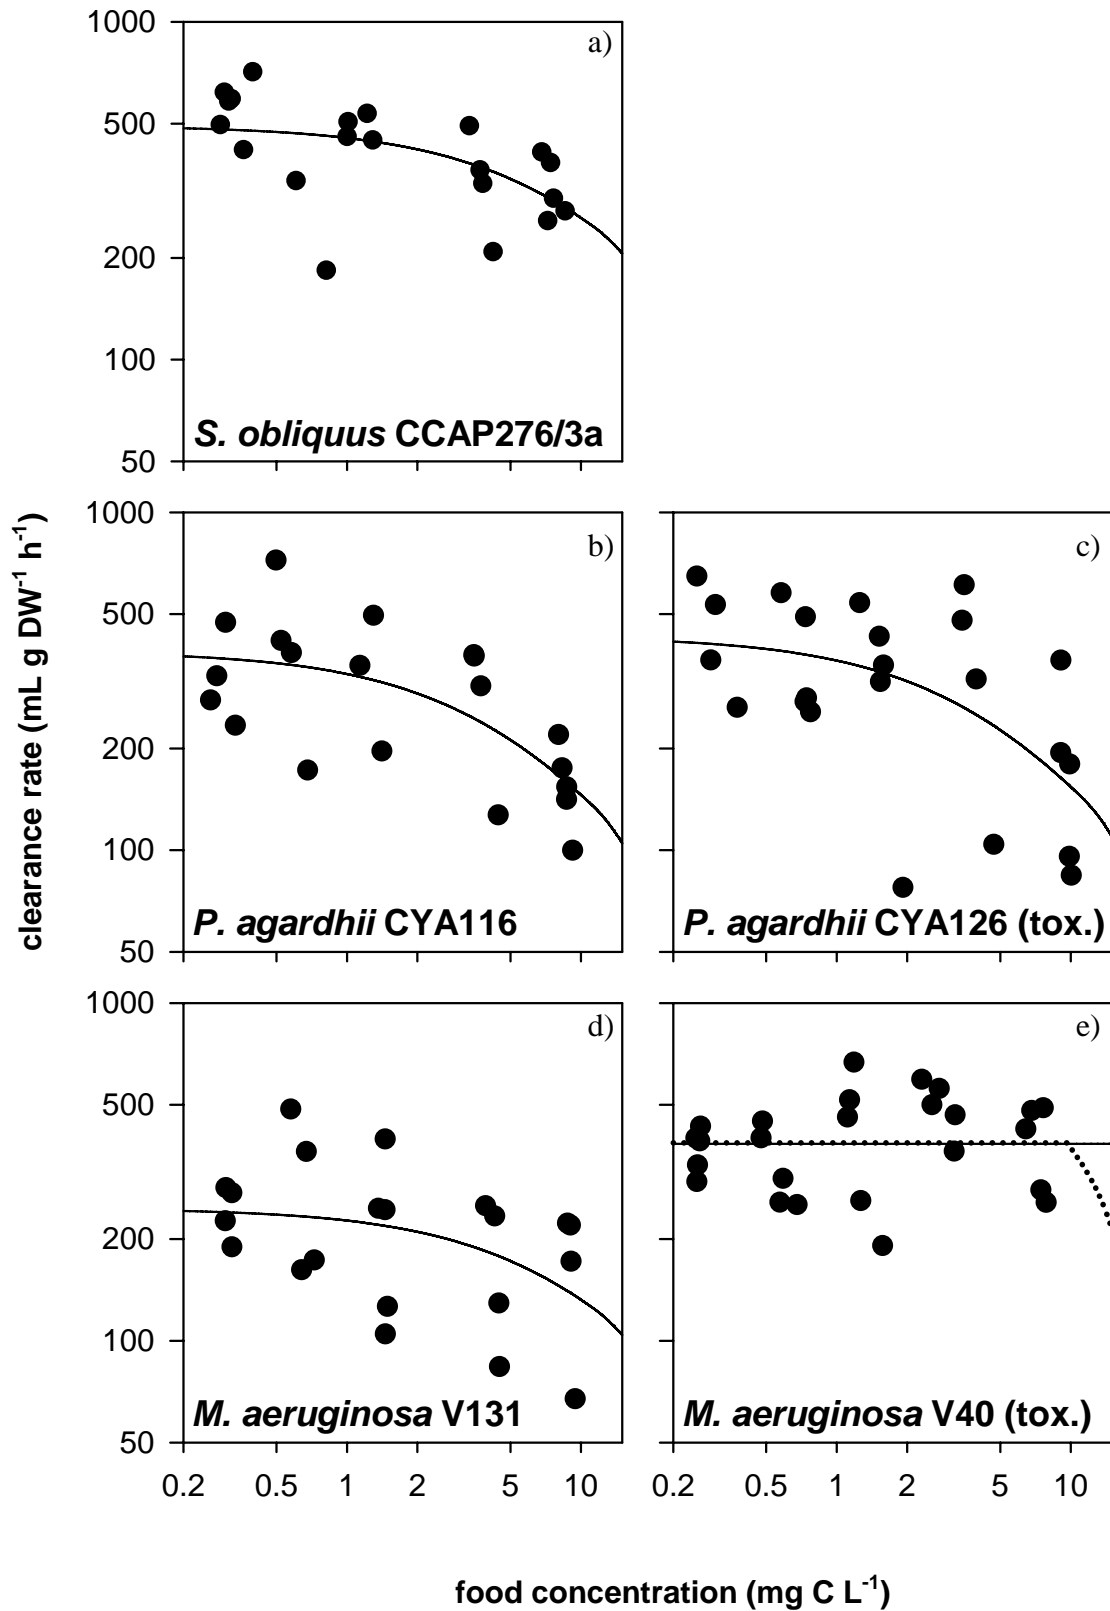 1000
500
200
100
50
a)
S. obliquus CCAP276/3a
clearance rate (mL g DW⁻¹ h⁻¹)
1000
500
200
100
50
b)
P. agardhii CYA116
c)
P. agardhii CYA126 (tox.)
1000
500
200
100
50
d)
M. aeruginosa V131
e)
M. aeruginosa V40 (tox.)
0.2 0.5 1 2 5 10
0.2 0.5 1 2 5 10
food concentration (mg C L⁻¹)